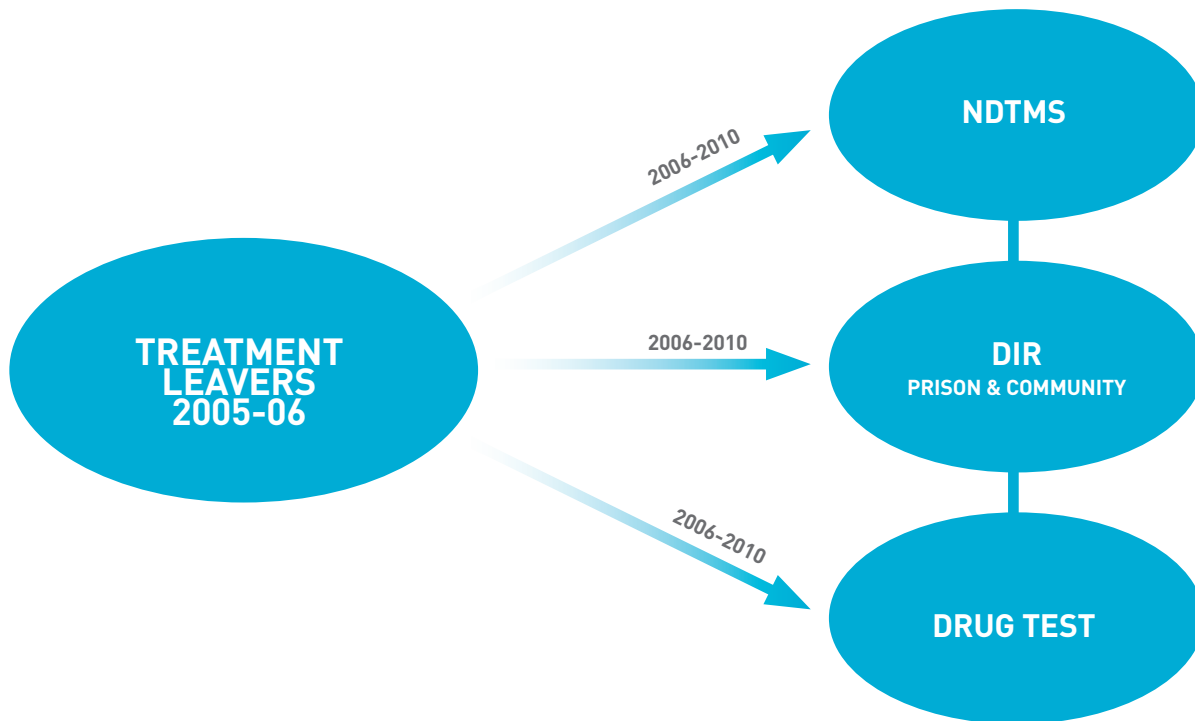 TREATMENT
LEAVERS
2005-06
2006-2010
NDTMS
2006-2010
DIR
PRISON & COMMUNITY
2006-2010
DRUG TEST